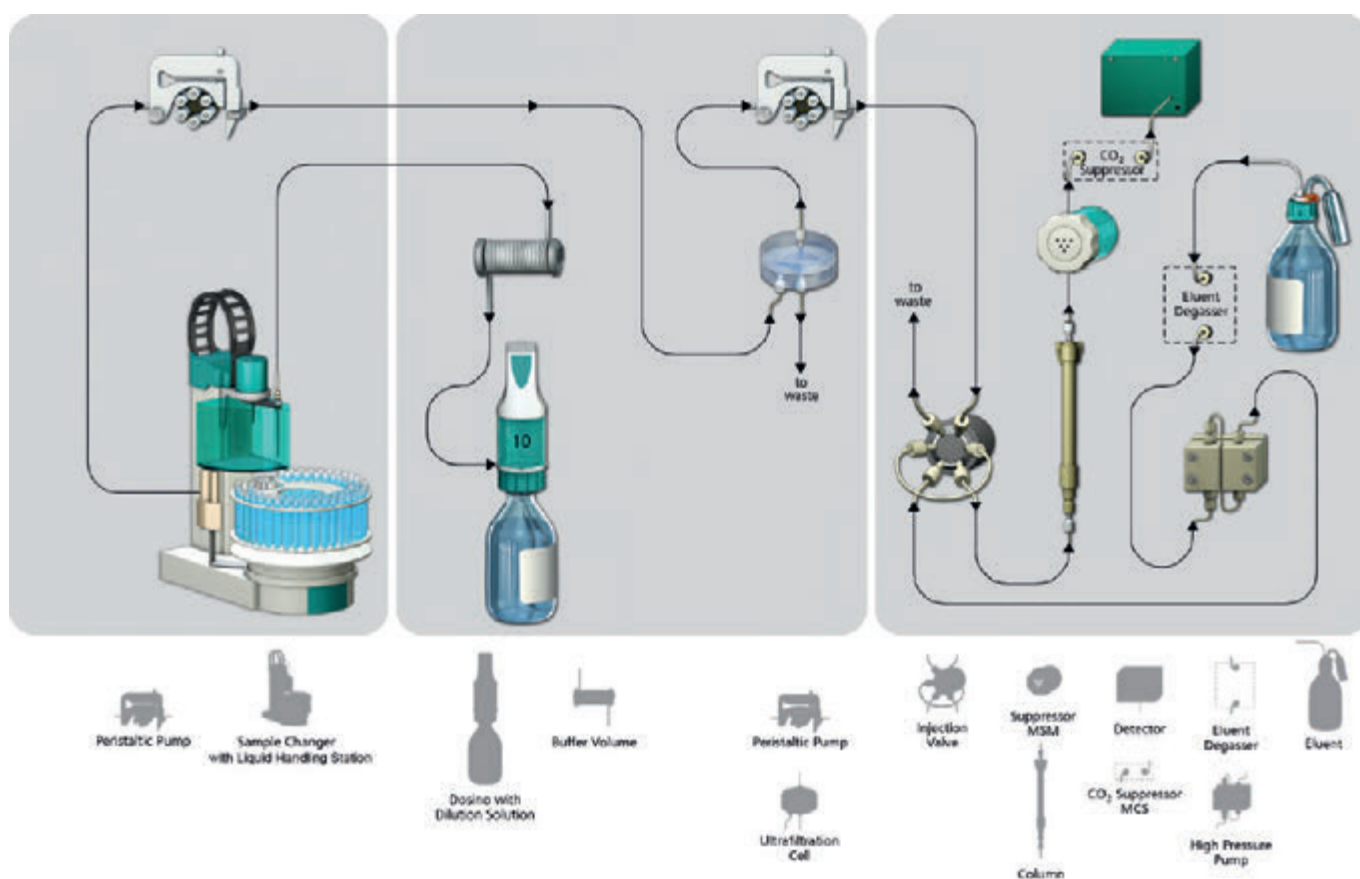 CO2
Suppressor
Eluent
Degasser
to
waste
10
to
waste
Peristaltic Pump
Sample Changer
with Liquid Handling Station
Dosino with
Dilution Solution
Buffer Volume
Peristaltic Pump
Ultrafiltration
Cell
Injection
Valve
Suppressor
MSM
Column
Detector
CO2 Suppressor
MCS
Eluent
Degasser
High Pressure
Pump
Eluent